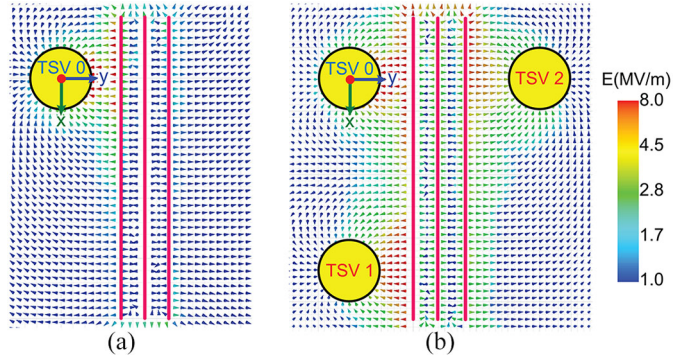 TSV 0
y
x
(a)
TSV 0
y
x
TSV 2
TSV 1
(b)
E(MV/m)
8.0
4.5
2.8
1.7
1.0